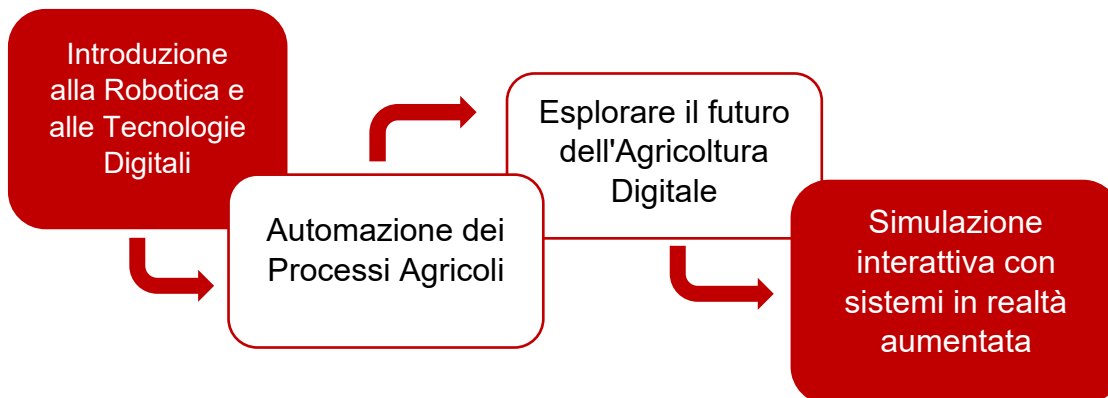 Introduzione
alla Robotica e
alle Tecnologie
Digitali
Automazione dei
Processi Agricoli
Esplorare il futuro
dell'Agricoltura
Digitale
Simulazione
interattiva con
sistemi in realtà
aumentata